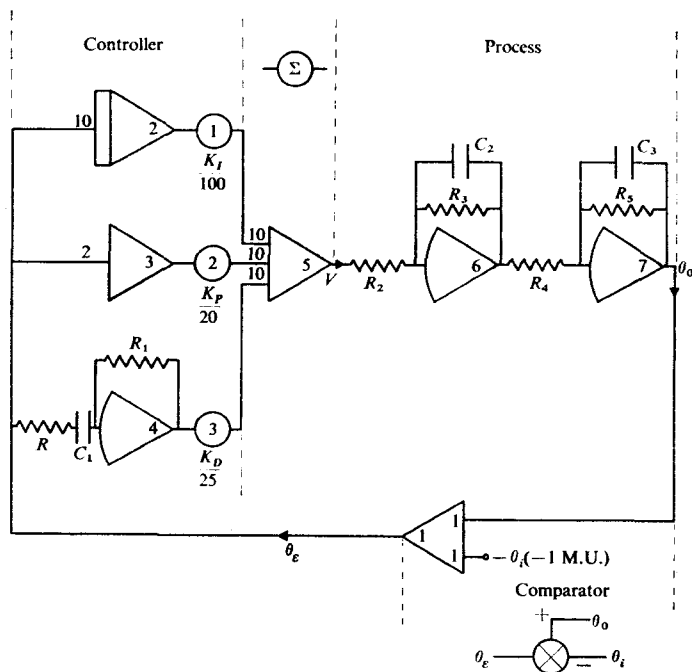 Controller
Σ
Process
10
2
1
K_I
100
2
3
2
K_P
20
R_1
R
C_1
4
3
K_D
25
10
10
10
5
V
R_2
C_2
R_3
6
R_4
C_3
R_5
7
θ_o
1
1
1
−θ_i(−1 M.U.)
θ_ε
Comparator
+
θ_o
θ_ε
−
θ_i